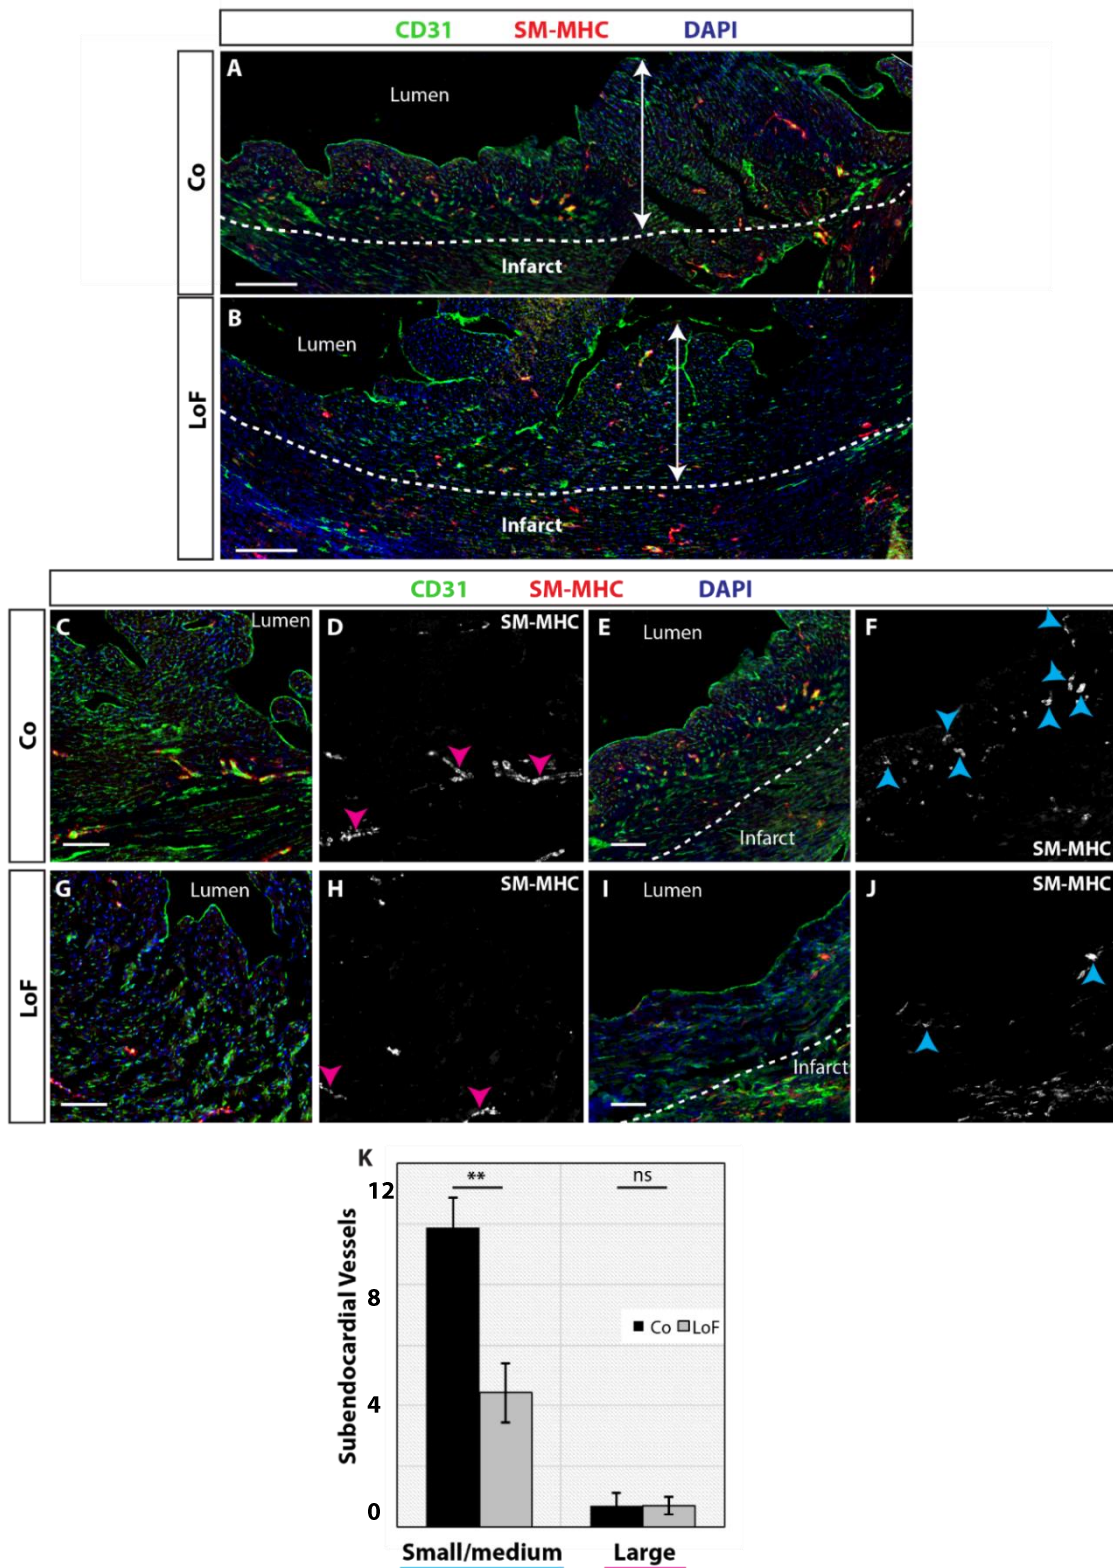 CD31 SM-MHC DAPI
Co
A
Lumen
Infarct
LoF
B
Lumen
Infarct
CD31 SM-MHC DAPI
Co
C
Lumen
D
SM-MHC
E
Lumen
Infarct
F
SM-MHC
LoF
G
Lumen
H
SM-MHC
I
Lumen
Infarct
J
SM-MHC
K
Subendocardial Vessels
12
8
4
0
**
ns
Co LoF
Small/medium Large